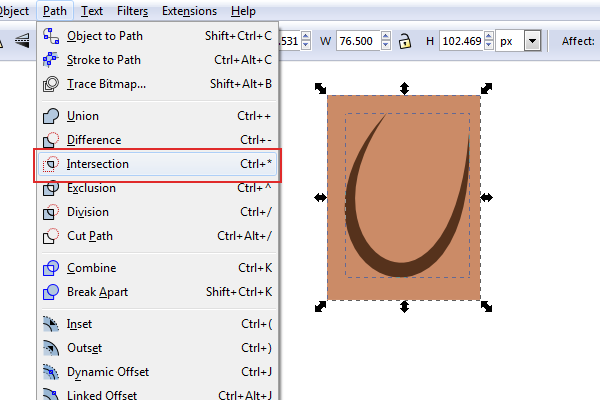 Object Path Text Filters Extensions Help
.531 W 76.500 H 102.469 px Affect:
Object to Path Shift+Ctrl+C
Stroke to Path Ctrl+Alt+C
Trace Bitmap... Shift+Alt+B
Union Ctrl++
Difference Ctrl+-
Intersection Ctrl+*
Exclusion Ctrl+^
Division Ctrl+/
Cut Path Ctrl+Alt+/
Combine Ctrl+K
Break Apart Shift+Ctrl+K
Inset Ctrl+(
Outset Ctrl+)
Dynamic Offset Ctrl+J
Linked Offset Ctrl+Alt+J